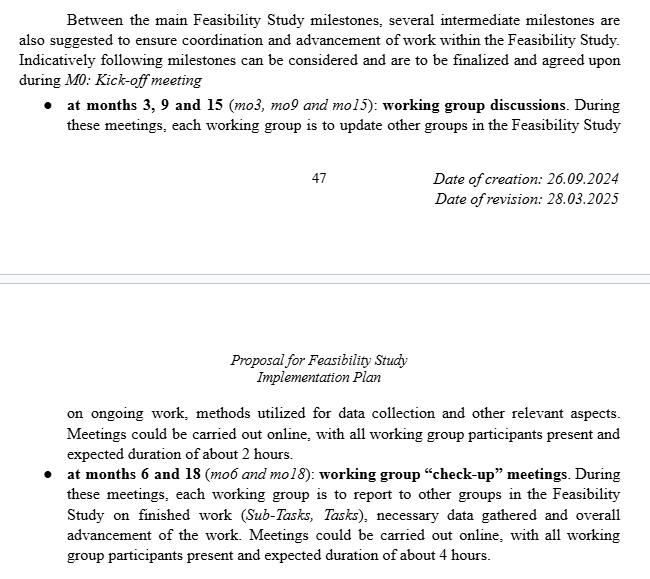 Between the main Feasibility Study milestones, several intermediate milestones are
also suggested to ensure coordination and advancement of work within the Feasibility Study.
Indicatively following milestones can be considered and are to be finalized and agreed upon
during M0: Kick-off meeting
● at months 3, 9 and 15 (mo3, mo9 and mo15): working group discussions. During
these meetings, each working group is to update other groups in the Feasibility Study
47
Date of creation: 26.09.2024
Date of revision: 28.03.2025
Proposal for Feasibility Study
Implementation Plan
on ongoing work, methods utilized for data collection and other relevant aspects.
Meetings could be carried out online, with all working group participants present and
expected duration of about 2 hours.
● at months 6 and 18 (mo6 and mo18): working group “check-up” meetings. During
these meetings, each working group is to report to other groups in the Feasibility
Study on finished work (Sub-Tasks, Tasks), necessary data gathered and overall
advancement of the work. Meetings could be carried out online, with all working
group participants present and expected duration of about 4 hours.